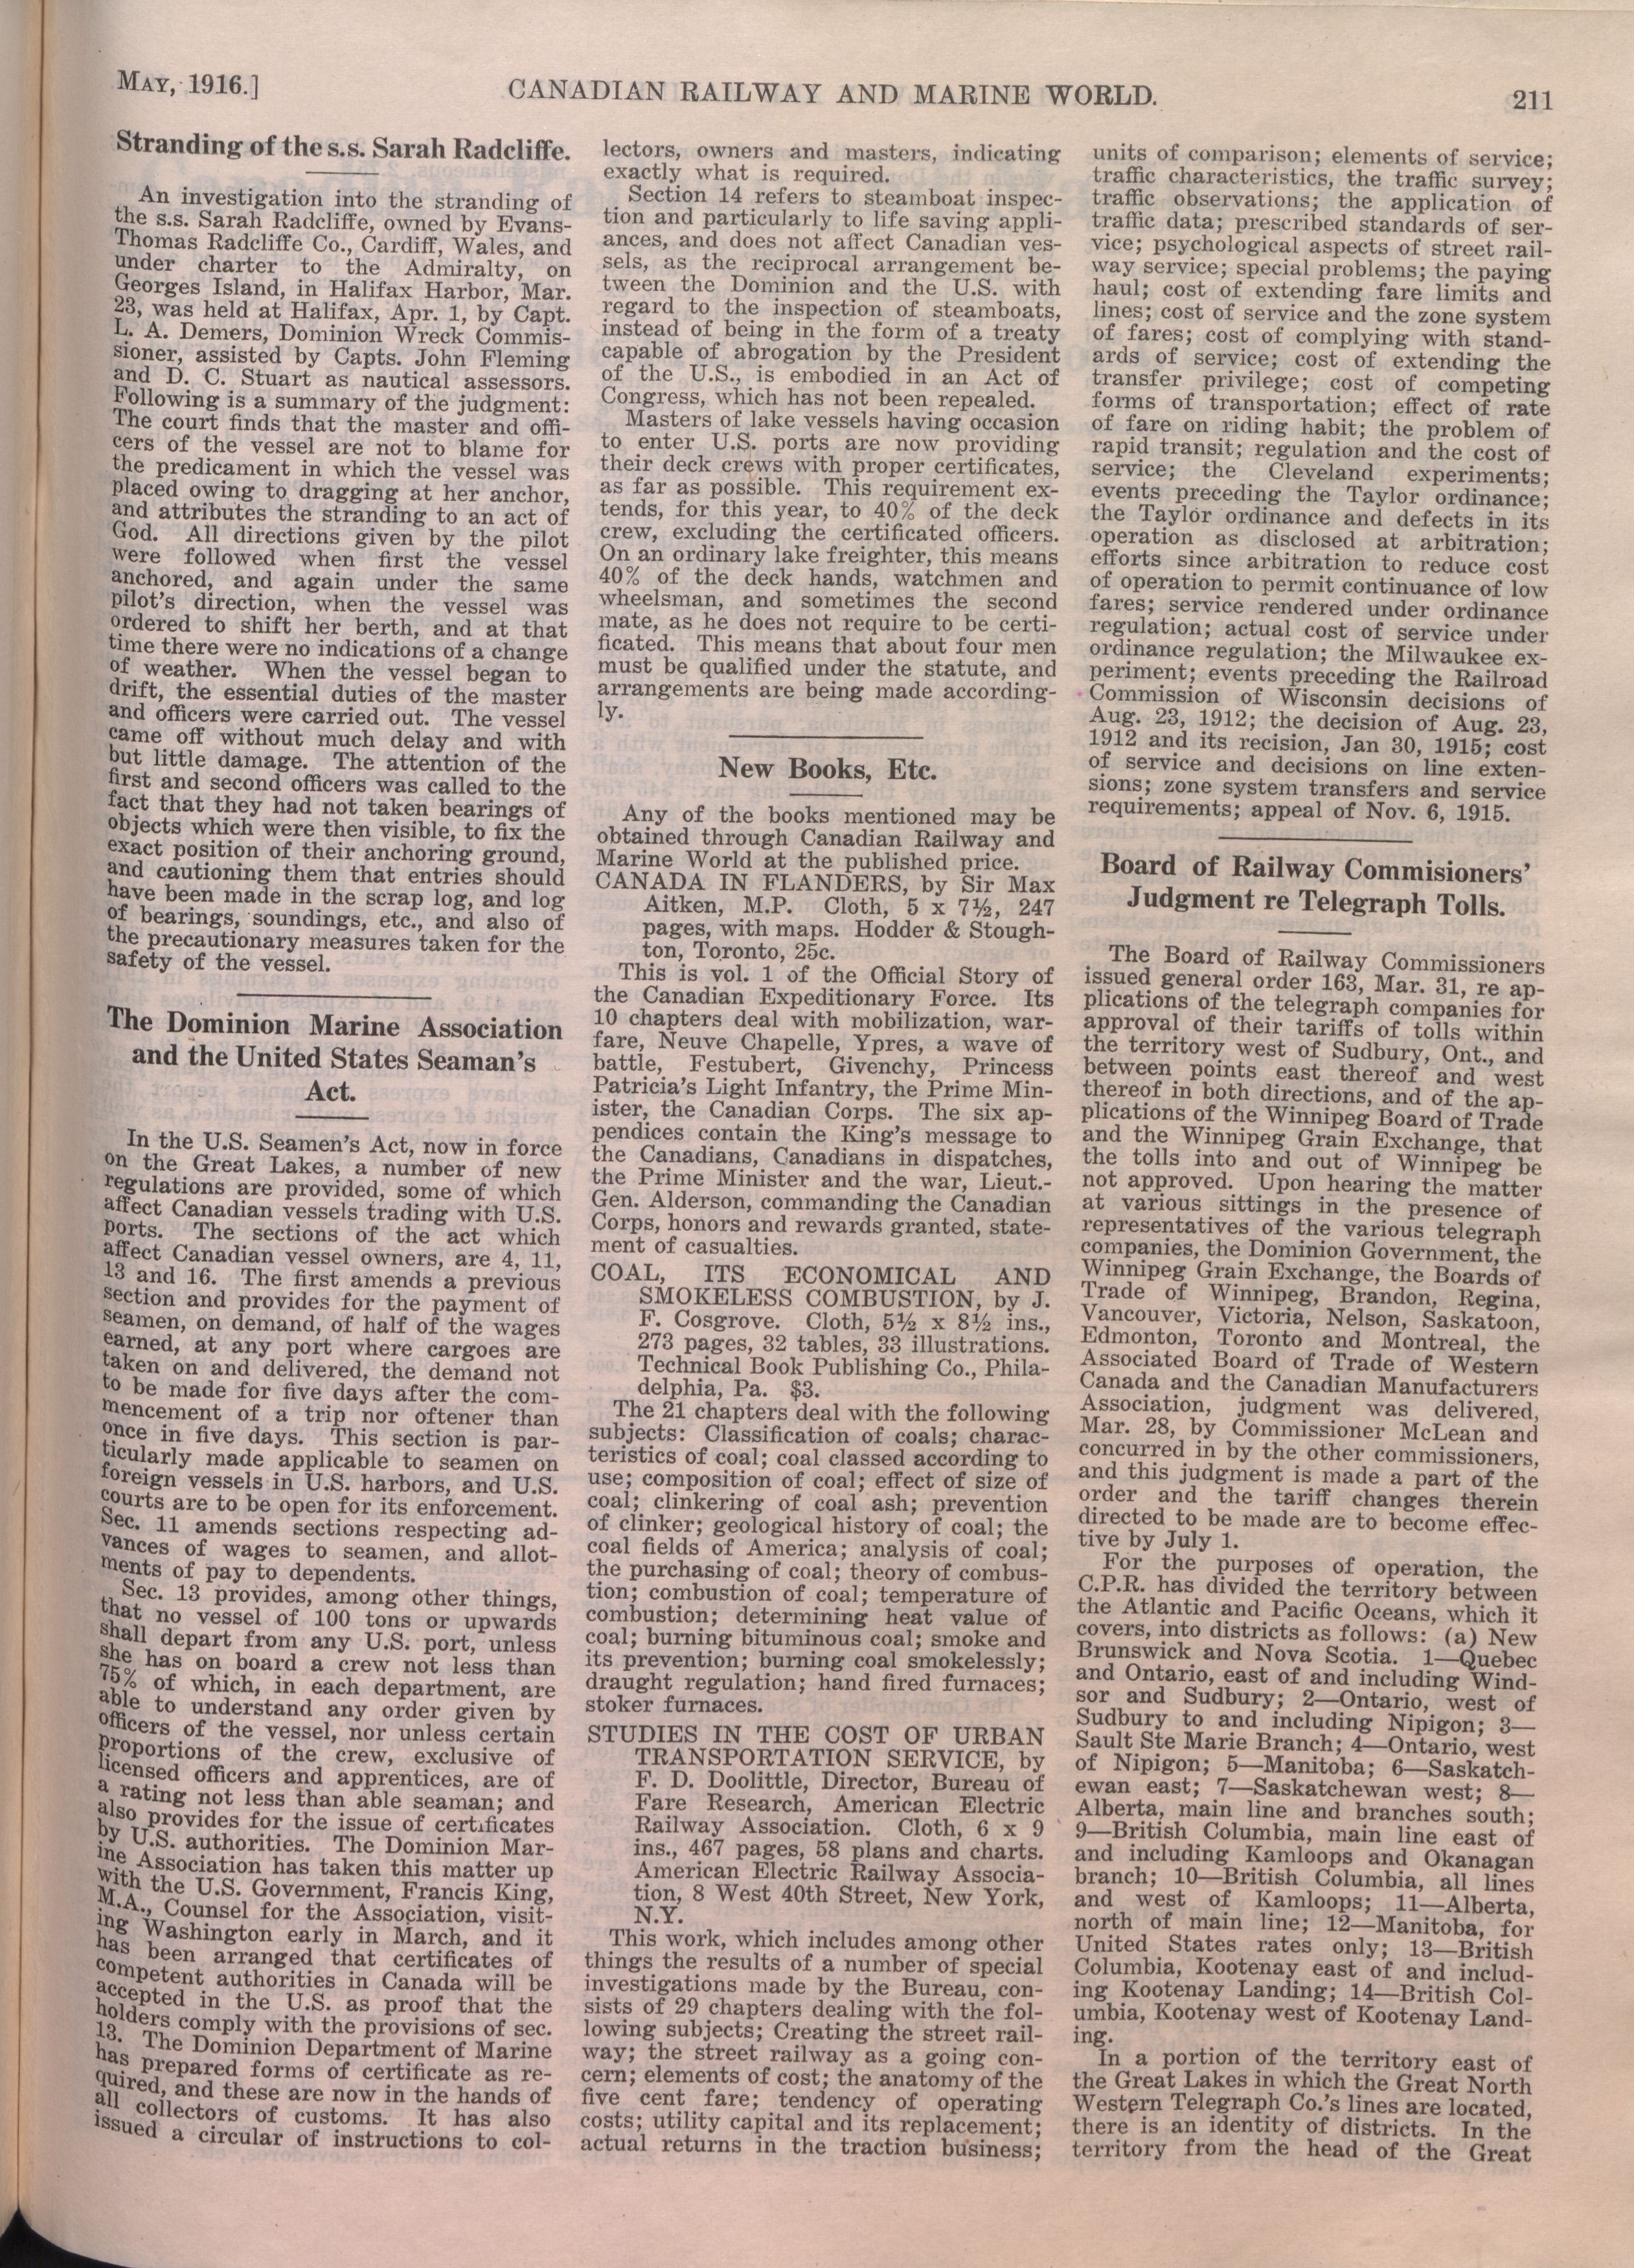 MAY, 1916.]
CANADIAN RAILWAY AND MARINE WORLD.
211
Stranding of the s.s. Sarah Radcliffe.
An investigation into the stranding of
the s.s. Sarah Radcliffe, owned by Evans-
Thomas Radcliffe Co., Cardiff, Wales, and
under charter to the Admiralty, on
Georges Island, in Halifax Harbor, Mar.
23, was held at Halifax, Apr. 1, by Capt.
L. A. Demers, Dominion Wreck Commis-
sioner, assisted by Capts. John Fleming
and D. C. Stuart as nautical assessors.
Following is a summary of the judgment:
The court finds that the master and offi-
cers of the vessel are not to blame for
the predicament in which the vessel was
placed owing to dragging at her anchor,
and attributes the stranding to an act of
God. All directions given by the pilot
were followed when first the vessel
anchored, and again under the same
pilot's direction, when the vessel was
ordered to shift her berth, and at that
time there were no indications of a change
of weather. When the vessel began to
drift, the essential duties of the master
and officers were carried out. The vessel
came off without much delay and with
but little damage. The attention of the
first and second officers was called to the
fact that they had not taken bearings of
objects which were then visible, to fix the
exact position of their anchoring ground,
and cautioning them that entries should
have been made in the scrap log, and log
of bearings, soundings, etc., and also of
the precautionary measures taken for the
safety of the vessel.
The Dominion Marine Association
and the United States Seaman's
Act.
In the U.S. Seamen's Act, now in force
on the Great Lakes, a number of new
regulations are provided, some of which
affect Canadian vessels trading with U.S.
ports. The sections of the act which
affect Canadian vessel owners, are 4, 11,
13 and 16. The first amends a previous
section and provides for the payment of
seamen, on demand, of half of the wages
earned, at any port where cargoes are
taken on and delivered, the demand not
to be made for five days after the com-
mencement of a trip nor oftener than
once in five days. This section is par-
ticularly made applicable to seamen on
foreign vessels in U.S. harbors, and U.S.
courts are to be open for its enforcement.
Sec. 11 amends sections respecting ad-
vances of wages to seamen, and allot-
ments of pay to dependents.
Sec. 13 provides, among other things,
that no vessel of 100 tons or upwards
shall depart from any U.S. port, unless
she has on board a crew not less than
75% of which, in each department, are
able to understand any order given by
officers of the vessel, nor unless certain
proportions of the crew, exclusive of
licensed officers and apprentices, are of
a rating not less than able seaman; and
also provides for the issue of certificates
by U.S. authorities. The Dominion Mar-
ine Association has taken this matter up
with the U.S. Government, Francis King,
M.A., Counsel for the Association, visit-
ing Washington early in March, and it
has been arranged that certificates of
competent authorities in Canada will be
accepted in the U.S. as proof that the
holders comply with the provisions of sec.
13. The Dominion Department of Marine
has prepared forms of certificate as re-
quired, and these are now in the hands of
all collectors of customs. It has also
issued a circular of instructions to col-
lectors, owners and masters, indicating
exactly what is required.
Section 14 refers to steamboat inspec-
tion and particularly to life saving appli-
ances, and does not affect Canadian ves-
sels, as the reciprocal arrangement be-
tween the Dominion and the U.S. with
regard to the inspection of steamboats,
instead of being in the form of a treaty
capable of abrogation by the President
of the U.S., is embodied in an Act of
Congress, which has not been repealed.
Masters of lake vessels having occasion
to enter U.S. ports are now providing
their deck crews with proper certificates,
as far as possible. This requirement ex-
tends, for this year, to 40% of the deck
crew, excluding the certificated officers.
On an ordinary lake freighter, this means
40% of the deck hands, watchmen and
wheelsman, and sometimes the second
mate, as he does not require to be certi-
ficated. This means that about four men
must be qualified under the statute, and
arrangements are being made according-
ly.
New Books, Etc.
Any of the books mentioned may be
obtained through Canadian Railway and
Marine World at the published price.
CANADA IN FLANDERS, by Sir Max
Aitken, M.P. Cloth, 5 x 7½, 247
pages, with maps. Hodder & Stough-
ton, Toronto, 25c.
This is vol. 1 of the Official Story of
the Canadian Expeditionary Force. Its
10 chapters deal with mobilization, war-
fare, Neuve Chapelle, Ypres, a wave of
battle, Festubert, Givenchy, Princess
Patricia's Light Infantry, the Prime Min-
ister, the Canadian Corps. The six ap-
pendices contain the King's message to
the Canadians, Canadians in dispatches,
the Prime Minister and the war, Lieut.-
Gen. Alderson, commanding the Canadian
Corps, honors and rewards granted, state-
ment of casualties.
COAL, ITS ECONOMICAL AND
SMOKELESS COMBUSTION, by J.
F. Cosgrove. Cloth, 5½ x 8½ ins.,
273 pages, 32 tables, 33 illustrations.
Technical Book Publishing Co., Phila-
delphia, Pa. $3.
The 21 chapters deal with the following
subjects: Classification of coals; charac-
teristics of coal; coal classed according to
use; composition of coal; effect of size of
coal; clinkering of coal ash; prevention
of clinker; geological history of coal; the
coal fields of America; analysis of coal;
the purchasing of coal; theory of combus-
tion; combustion of coal; temperature of
combustion; determining heat value of
coal; burning bituminous coal; smoke and
its prevention; burning coal smokelessly;
draught regulation; hand fired furnaces;
stoker furnaces.
STUDIES IN THE COST OF URBAN
TRANSPORTATION SERVICE, by
F. D. Doolittle, Director, Bureau of
Fare Research, American Electric
Railway Association. Cloth, 6 x 9
ins., 467 pages, 58 plans and charts.
American Electric Railway Associa-
tion, 8 West 40th Street, New York,
N.Y.
This work, which includes among other
things the results of a number of special
investigations made by the Bureau, con-
sists of 29 chapters dealing with the fol-
lowing subjects; Creating the street rail-
way; the street railway as a going con-
cern; elements of cost; the anatomy of the
five cent fare; tendency of operating
costs; utility capital and its replacement;
actual returns in the traction business;
units of comparison; elements of service;
traffic characteristics, the traffic survey;
traffic observations; the application of
traffic data; prescribed standards of ser-
vice; psychological aspects of street rail-
way service; special problems; the paying
haul; cost of extending fare limits and
lines; cost of service and the zone system
of fares; cost of complying with stand-
ards of service; cost of extending the
transfer privilege; cost of competing
forms of transportation; effect of rate
of fare on riding habit; the problem of
rapid transit; regulation and the cost of
service; the Cleveland experiments;
events preceding the Taylor ordinance;
the Taylor ordinance and defects in its
operation as disclosed at arbitration;
efforts since arbitration to reduce cost
of operation to permit continuance of low
fares; service rendered under ordinance
regulation; actual cost of service under
ordinance regulation; the Milwaukee ex-
periment; events preceding the Railroad
Commission of Wisconsin decisions of
Aug. 23, 1912; the decision of Aug. 23,
1912 and its recision, Jan 30, 1915; cost
of service and decisions on line exten-
sions; zone system transfers and service
requirements; appeal of Nov. 6, 1915.
Board of Railway Commisioners'
Judgment re Telegraph Tolls.
The Board of Railway Commissioners
issued general order 163, Mar. 31, re ap-
plications of the telegraph companies for
approval of their tariffs of tolls within
the territory west of Sudbury, Ont., and
between points east thereof and west
thereof in both directions, and of the ap-
plications of the Winnipeg Board of Trade
and the Winnipeg Grain Exchange, that
the tolls into and out of Winnipeg be
not approved. Upon hearing the matter
at various sittings in the presence of
representatives of the various telegraph
companies, the Dominion Government, the
Winnipeg Grain Exchange, the Boards of
Trade of Winnipeg, Brandon, Regina,
Vancouver, Victoria, Nelson, Saskatoon,
Edmonton, Toronto and Montreal, the
Associated Board of Trade of Western
Canada and the Canadian Manufacturers
Association, judgment was delivered,
Mar. 28, by Commissioner McLean and
concurred in by the other commissioners,
and this judgment is made a part of the
order and the tariff changes therein
directed to be made are to become effec-
tive by July 1.
For the purposes of operation, the
C.P.R. has divided the territory between
the Atlantic and Pacific Oceans, which it
covers, into districts as follows: (a) New
Brunswick and Nova Scotia. 1—Quebec
and Ontario, east of and including Wind-
sor and Sudbury; 2—Ontario, west of
Sudbury to and including Nipigon; 3—
Sault Ste Marie Branch; 4—Ontario, west
of Nipigon; 5—Manitoba; 6—Saskatch-
ewan east; 7—Saskatchewan west; 8—
Alberta, main line and branches south;
9—British Columbia, main line east of
and including Kamloops and Okanagan
branch; 10—British Columbia, all lines
and west of Kamloops; 11—Alberta,
north of main line; 12—Manitoba, for
United States rates only; 13—British
Columbia, Kootenay east of and includ-
ing Kootenay Landing; 14—British Col-
umbia, Kootenay west of Kootenay Land-
ing.
In a portion of the territory east of
the Great Lakes in which the Great North
Western Telegraph Co.'s lines are located,
there is an identity of districts. In the
territory from the head of the Great